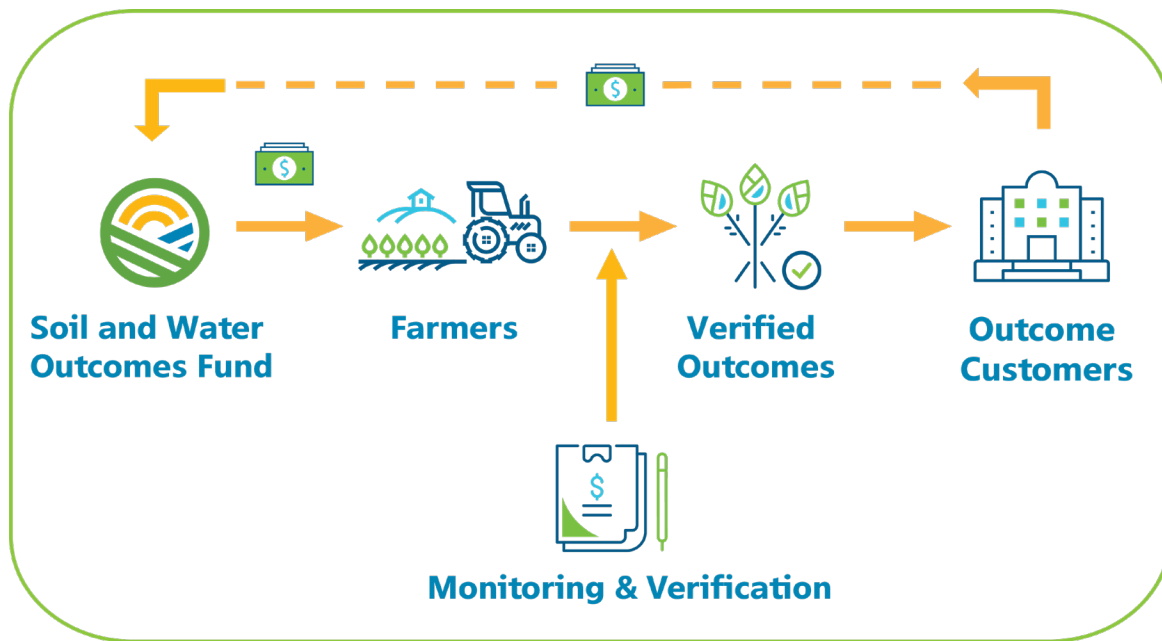 $
$
Soil and Water
Outcomes Fund
Farmers
Verified
Outcomes
Outcome
Customers
$
Monitoring & Verification